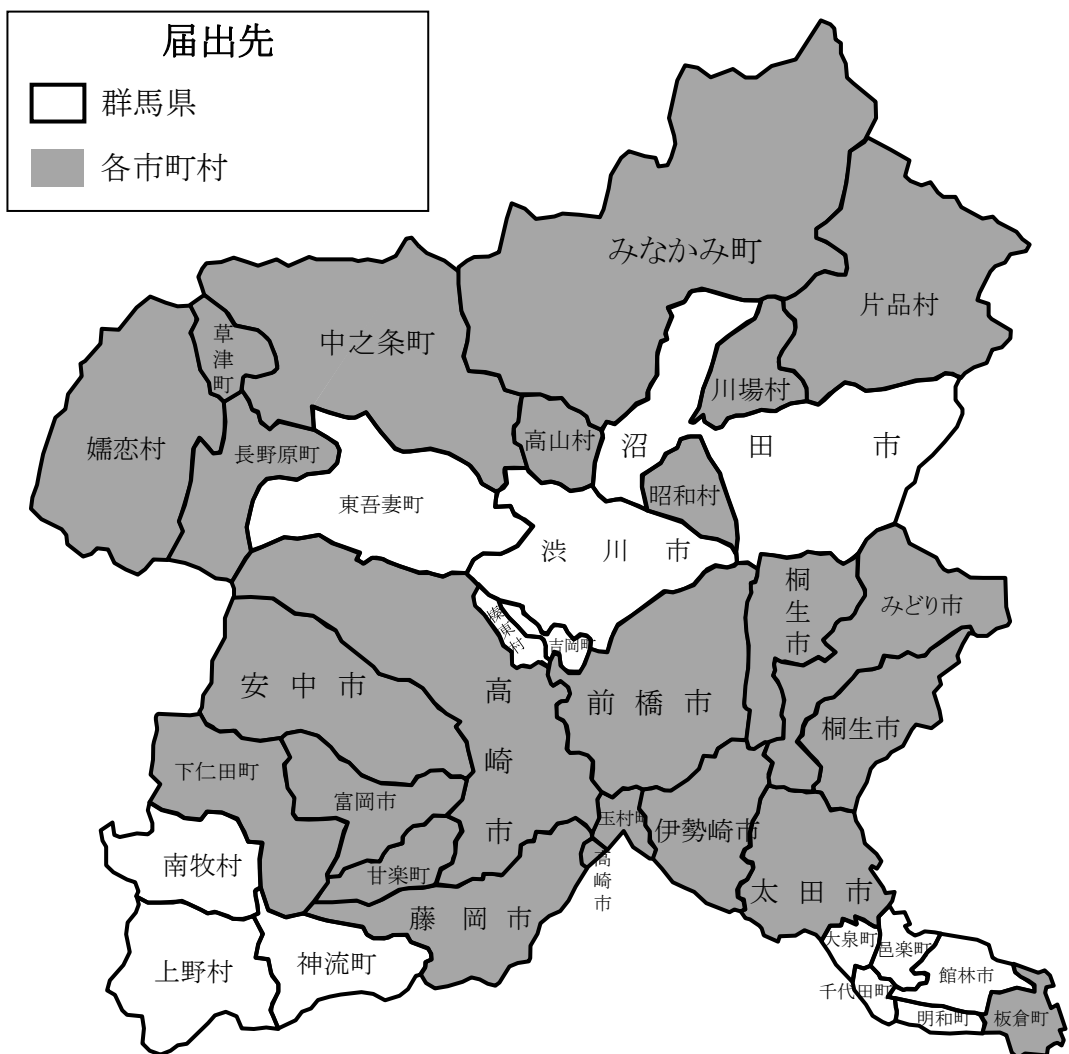 届出先
群馬県
各市町村
みなかみ町
片品村
草津町
中之条町
川場村
嬬恋村
長野原町
高山村
沼田市
昭和村
東吾妻町
渋川市
桐生市
みどり市
榛東村
吉岡町
安中市
高崎市
前橋市
桐生市
下仁田町
富岡市
玉村町
伊勢崎市
南牧村
甘楽町
高崎市
太田市
藤岡市
上野村
神流町
大泉町
邑楽町
館林市
千代田町
明和町
板倉町